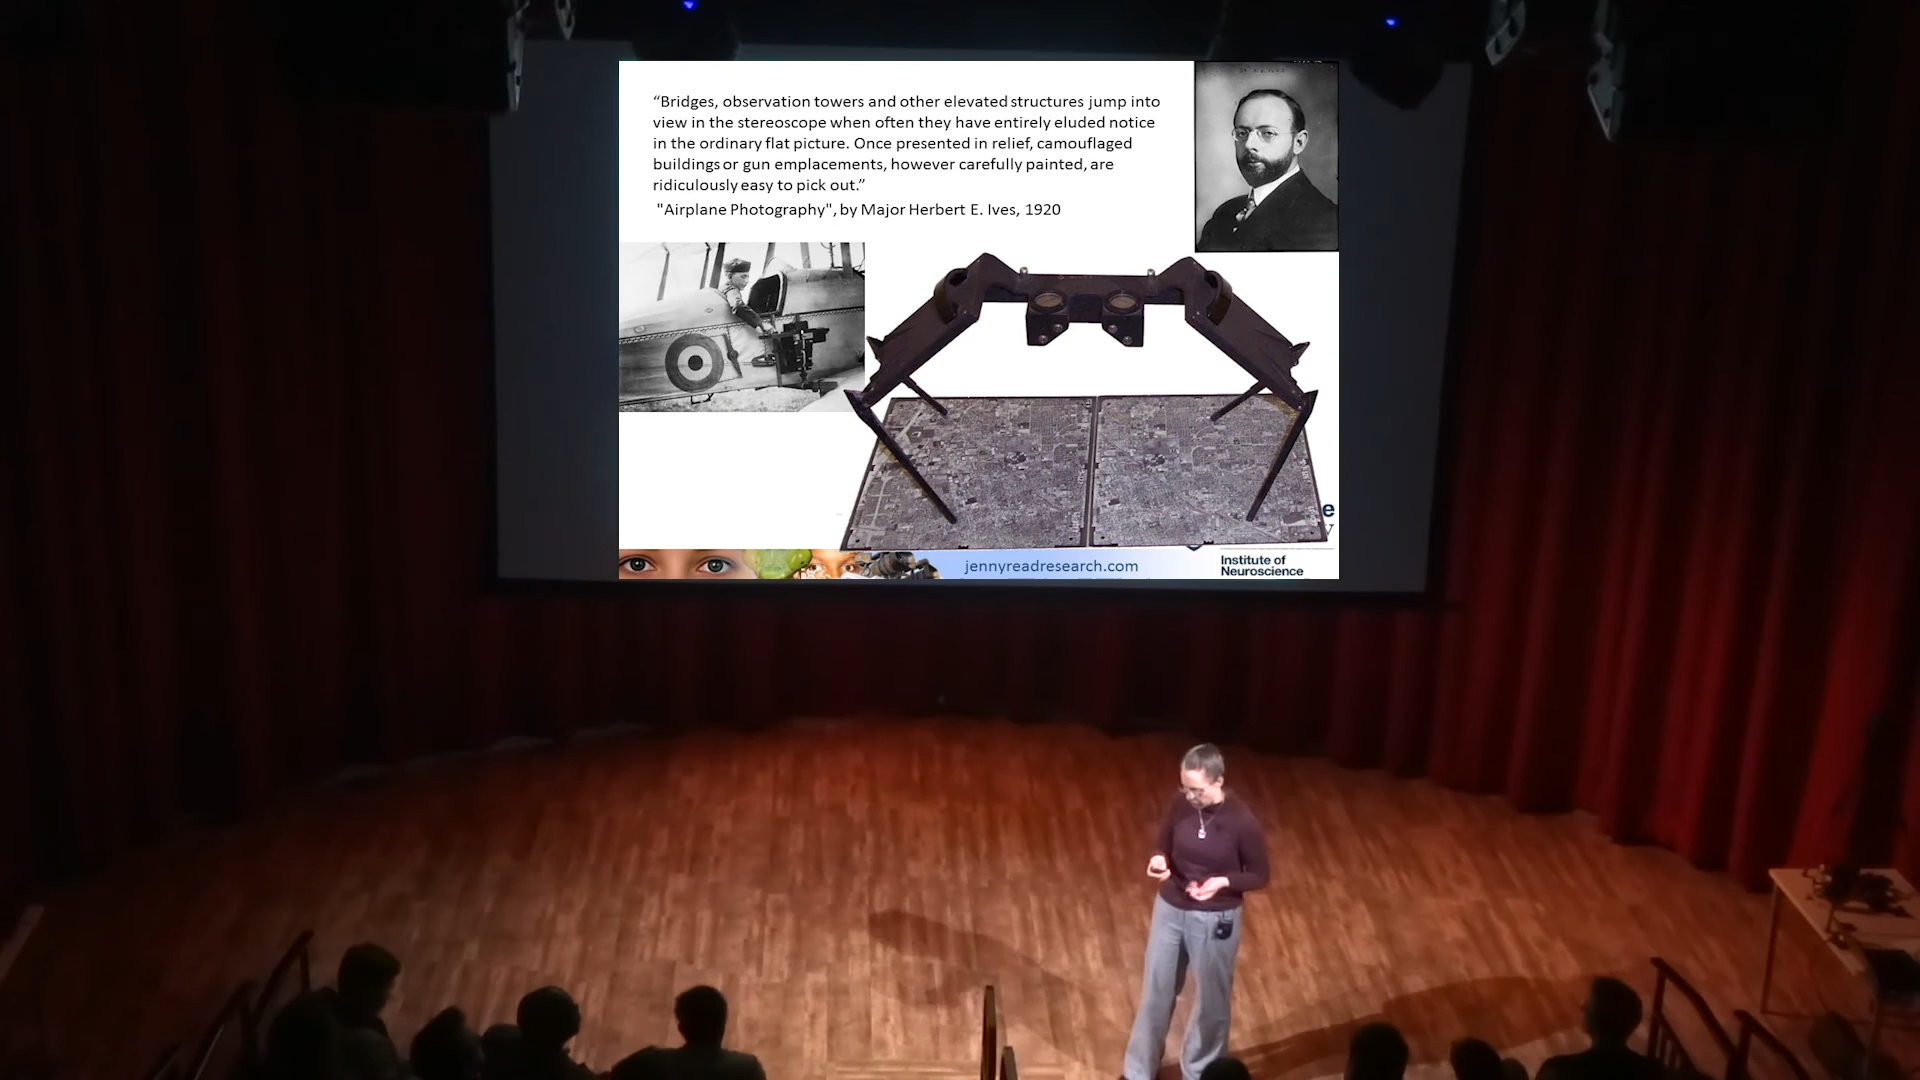 “Bridges, observation towers and other elevated structures jump into
view in the stereoscope when often they have entirely eluded notice
in the ordinary flat picture. Once presented in relief, camouflaged
buildings or gun emplacements, however carefully painted, are
ridiculously easy to pick out.”
"Airplane Photography", by Major Herbert E. Ives, 1920
e
jennyreadresearch.com
Institute of
Neuroscience